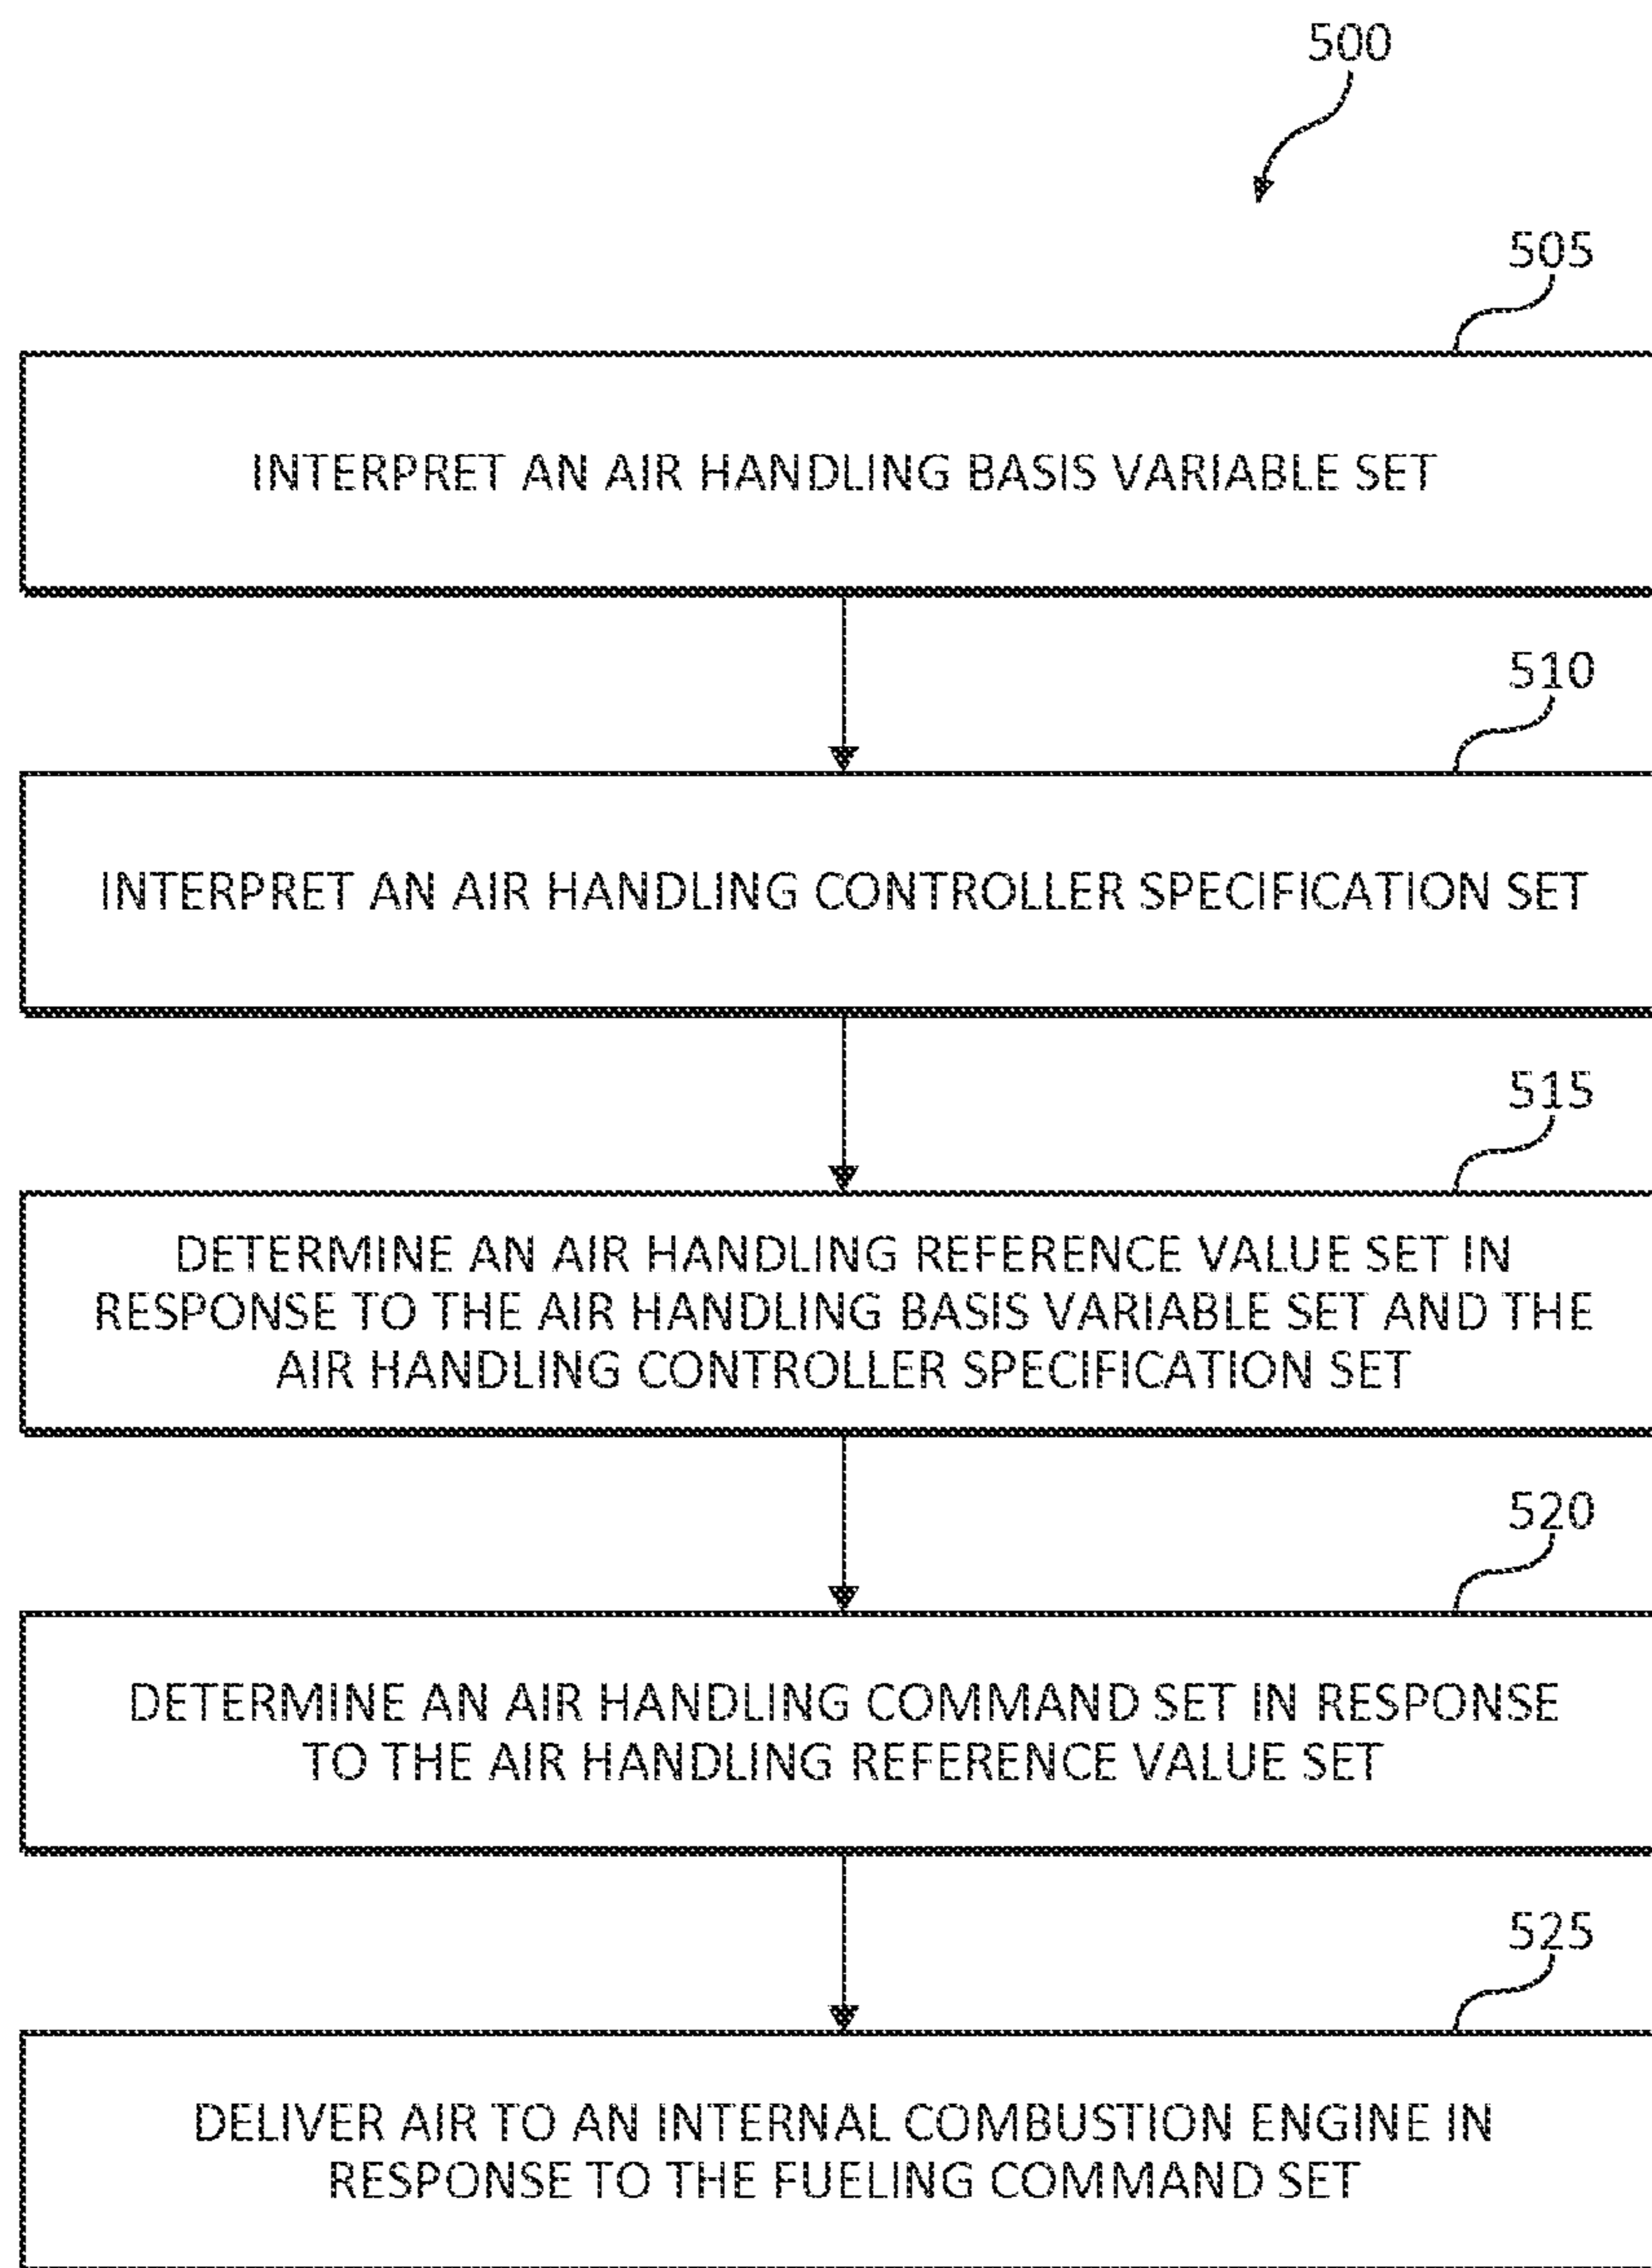 500
505
INTERPRET AN AIR HANDLING BASIS VARIABLE SET
510
INTERPRET AN AIR HANDLING CONTROLLER SPECIFICATION SET
515
DETERMINE AN AIR HANDLING REFERENCE VALUE SET IN
RESPONSE TO THE AIR HANDLING BASIS VARIABLE SET AND THE
AIR HANDLING CONTROLLER SPECIFICATION SET
520
DETERMINE AN AIR HANDLING COMMAND SET IN RESPONSE
TO THE AIR HANDLING REFERENCE VALUE SET
525
DELIVER AIR TO AN INTERNAL COMBUSTION ENGINE IN
RESPONSE TO THE FUELING COMMAND SET